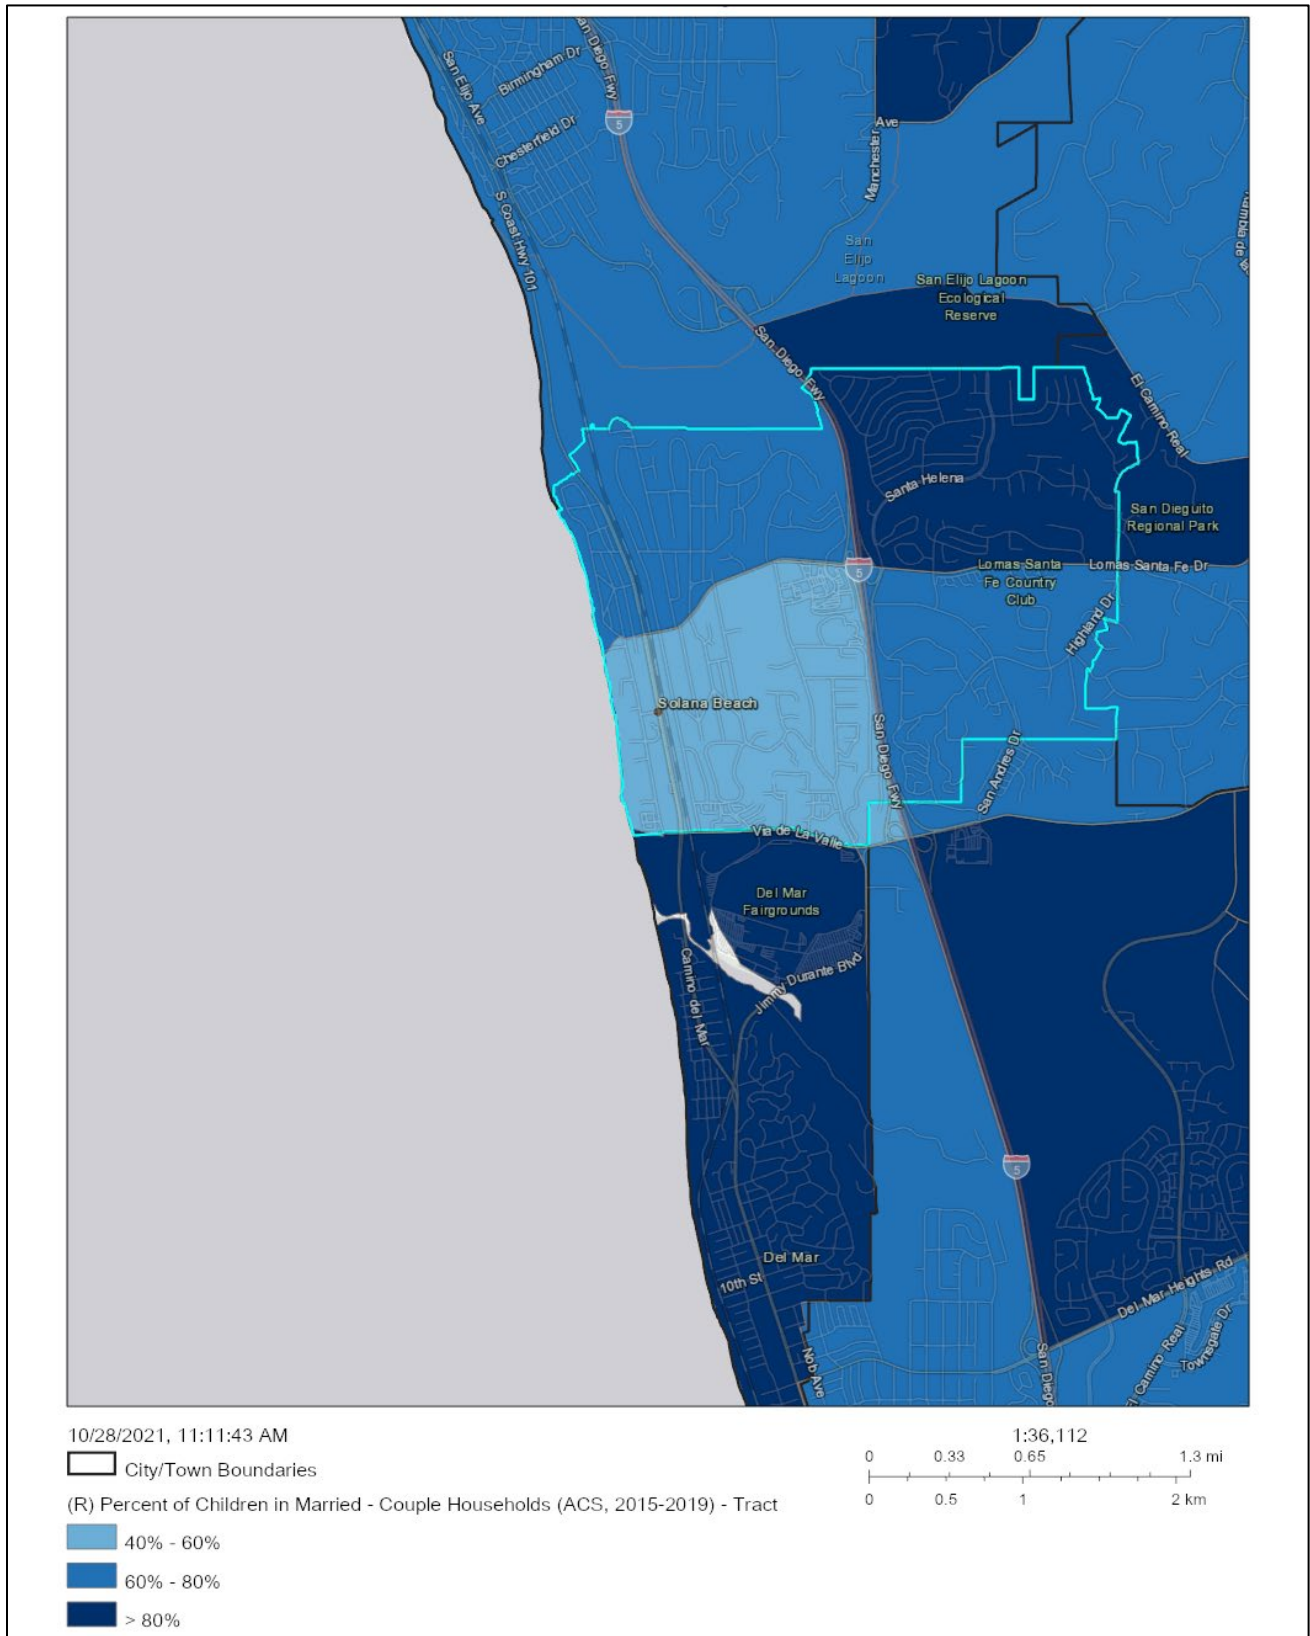 San Elijo Ave
Birmingham Dr
San Diego Fwy
5
Chesterfield Dr
Manchester Ave
S Coast Hwy 101
San
Elijo
Lagoon
San Elijo Lagoon
Ecological
Reserve
San Diego Fwy
El Camino Real
Santa Helena
San Dieguito
Regional Park
5
Lomas Santa
Fe Country
Club
Lomas Santa Fe Dr
Highland Dr
Solana Beach
San Diego Fwy
San Andres Dr
Via de La Valle
Del Mar
Fairgrounds
Camino del Mar
Jimmy Durante Blvd
5
Del Mar
10th St
Del Mar Heights Rd
Nob Ave
San Diego
El Camino Real
Townsgate Dr
10/28/2021, 11:11:43 AM
City/Town Boundaries
(R) Percent of Children in Married - Couple Households (ACS, 2015-2019) - Tract
40% - 60%
60% - 80%
> 80%
1:36,112
0 0.33 0.65 1.3 mi
0 0.5 1 2 km